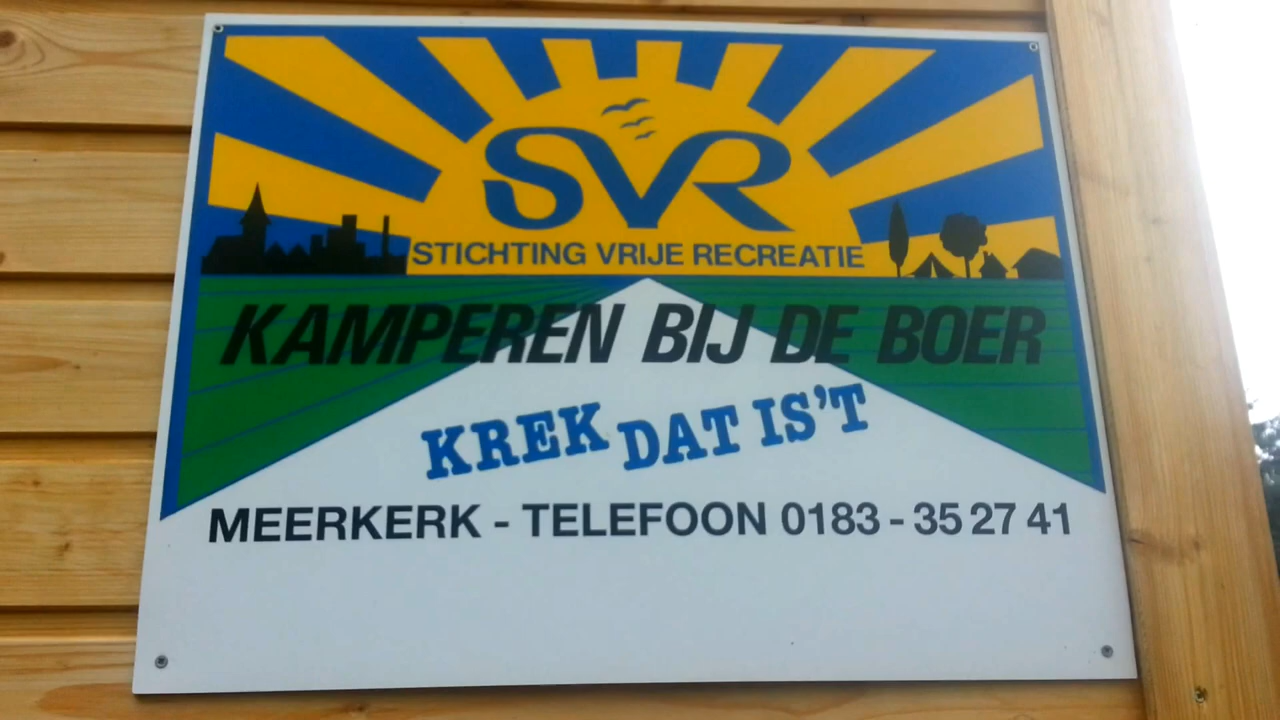 SVR
STICHTING VRIJE RECREATIE
KAMPEREN BIJ DE BOER
KREK DAT IS'T
MEERKERK - TELEFOON 0183 - 35 27 41